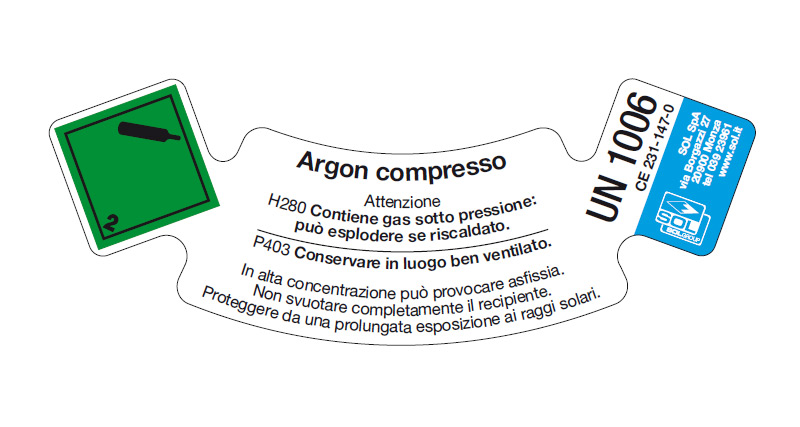 2
Argon compresso
Attenzione
H280 Contiene gas sotto pressione:
può esplodere se riscaldato.
P403 Conservare in luogo ben ventilato.
In alta concentrazione può provocare asfissia.
Non svuotare completamente il recipiente.
Proteggere da una prolungata esposizione ai raggi solari.
UN 1006
CE 231-147-0
SOL SpA
via Borgazzi 27
20900 Monza
tel 039 23961
www.sol.it
SOL
SOLGROUP